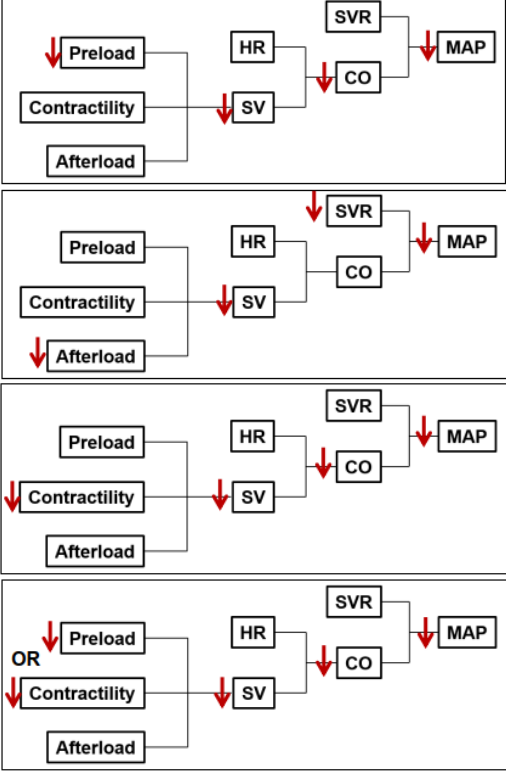 SVR
HR
MAP
Preload
CO
Contractility
SV
Afterload
SVR
HR
MAP
Preload
CO
Contractility
SV
Afterload
SVR
HR
MAP
Preload
CO
Contractility
SV
Afterload
SVR
HR
MAP
Preload
OR
CO
Contractility
SV
Afterload